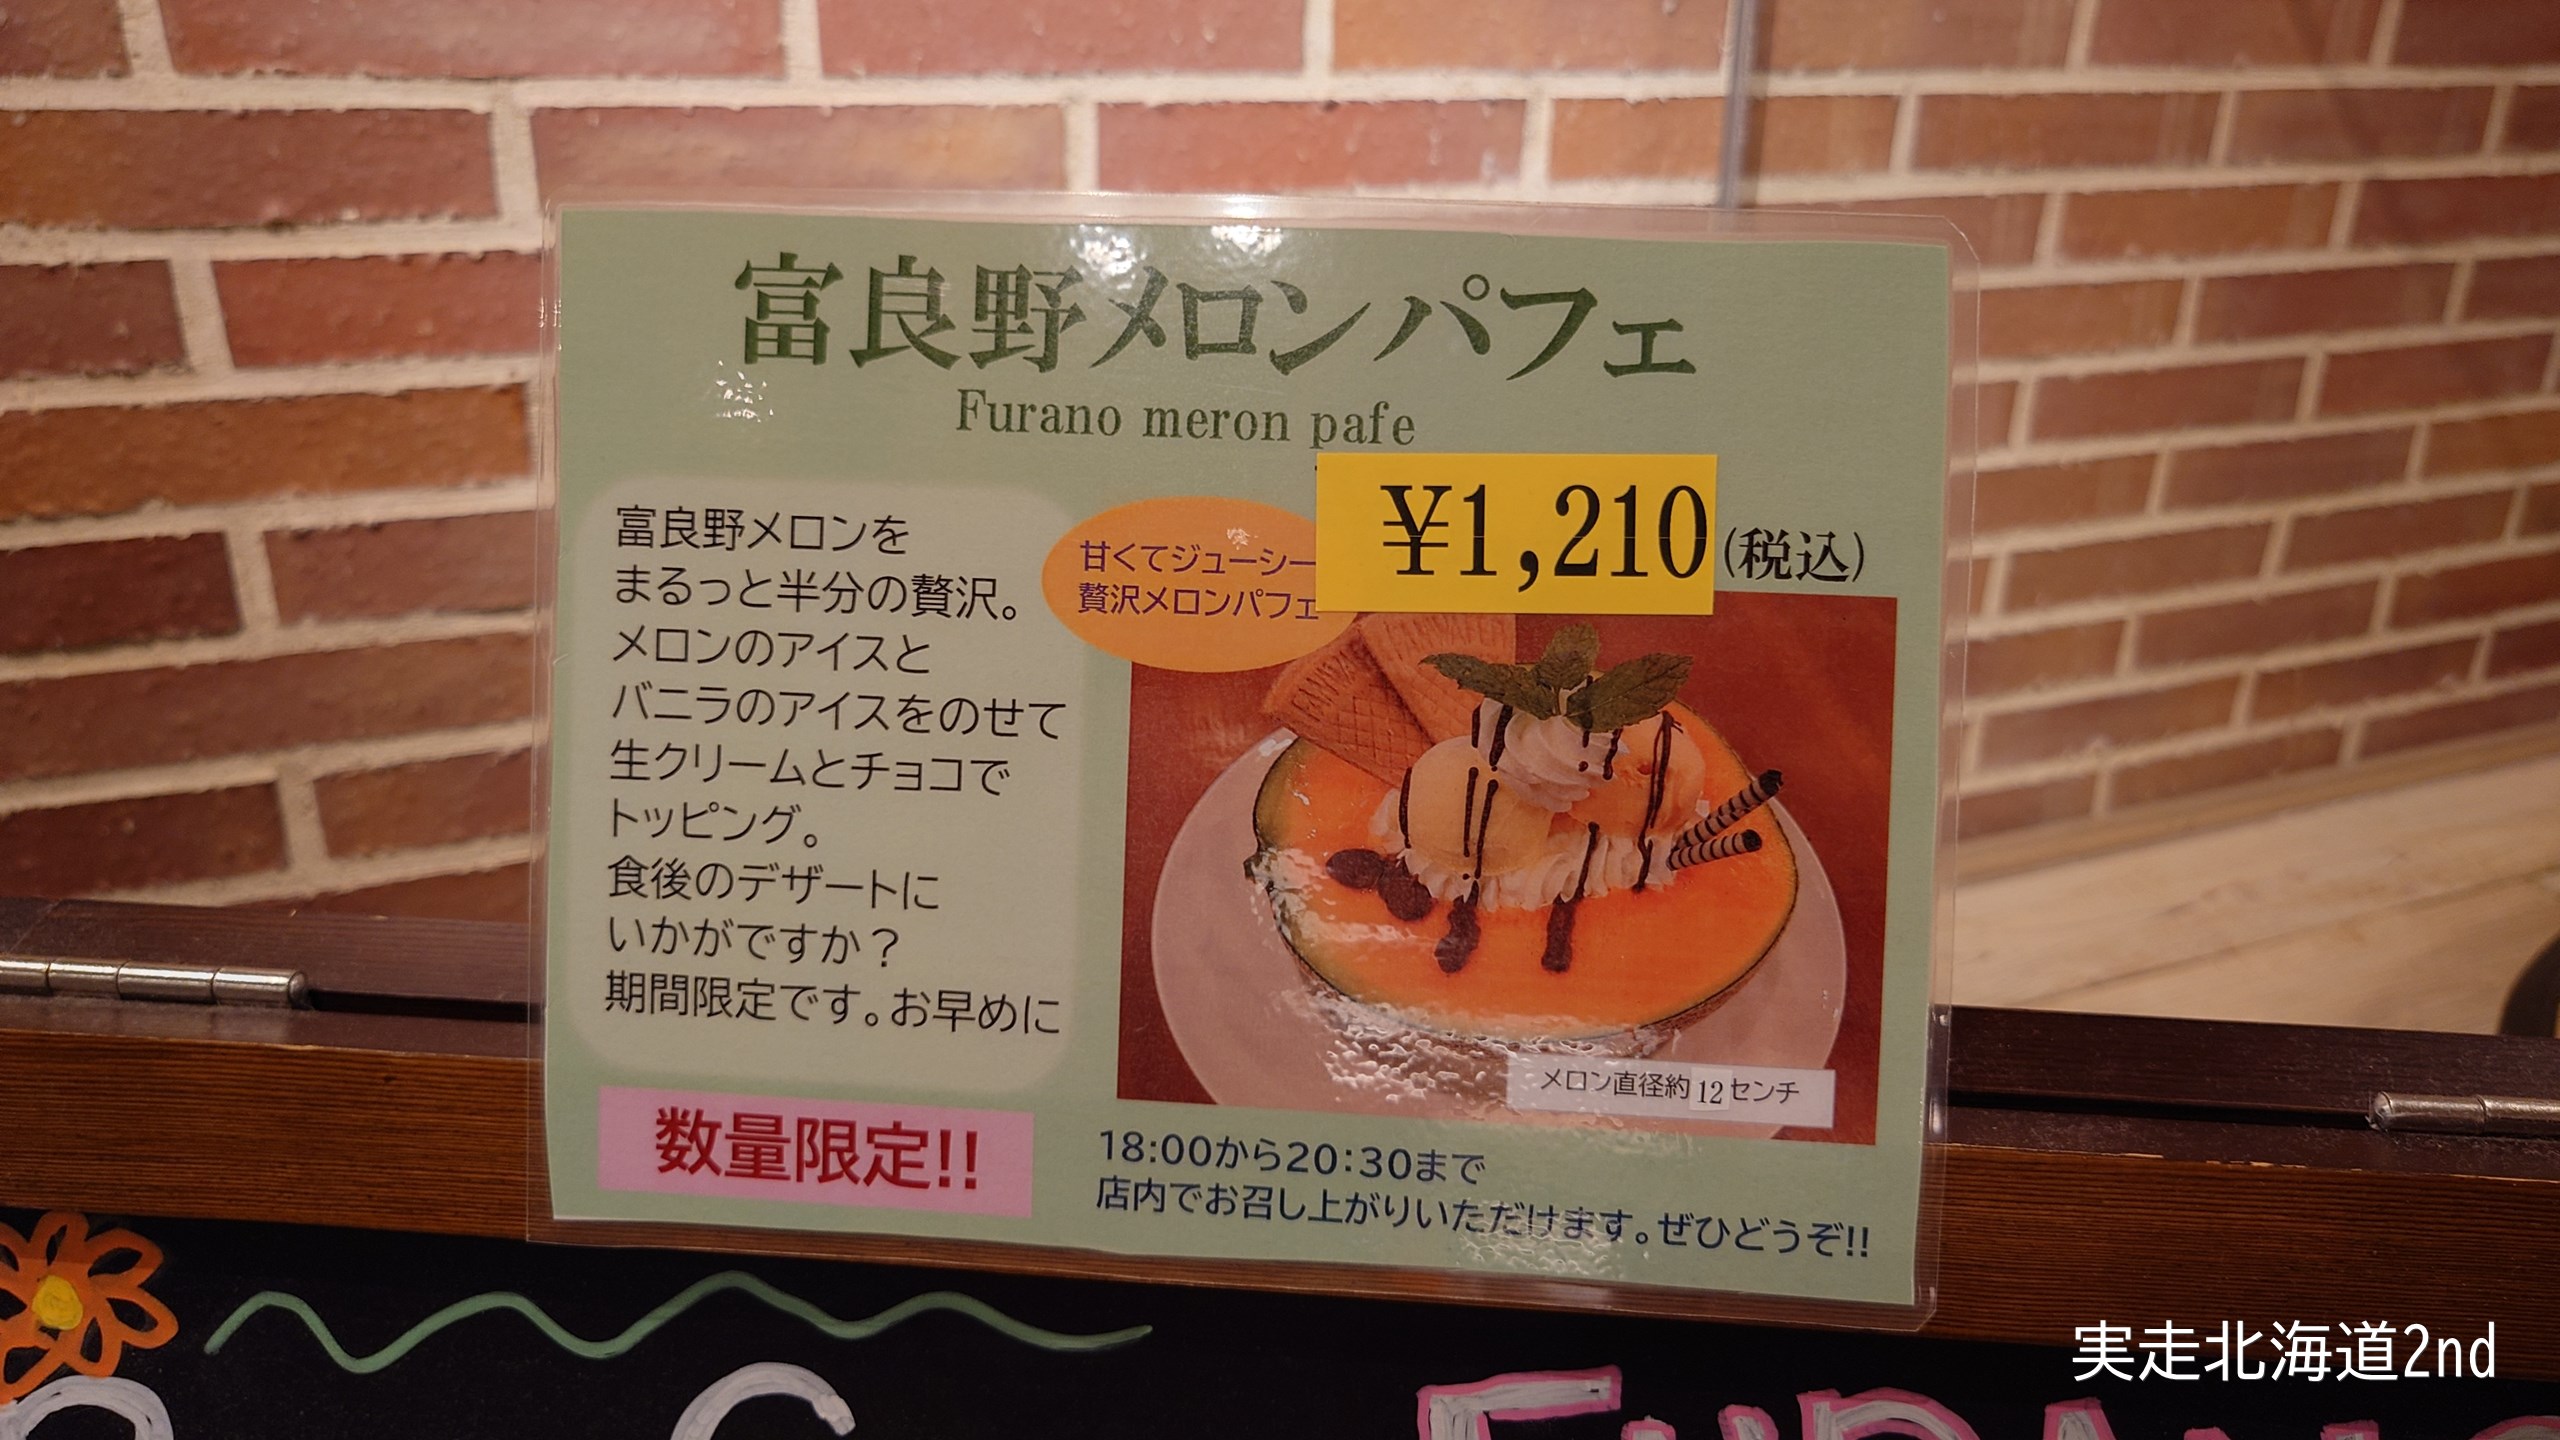 富良野メロンパフェ
Furano meron pafe
¥1,210(税込)
甘くてジューシー
贅沢メロンパフェ
富良野メロンを
まるっと半分の贅沢。
メロンのアイスと
バニラのアイスをのせて
生クリームとチョコで
トッピング。
食後のデザートに
いかがですか？
期間限定です。お早めに
メロン直径約12センチ
数量限定!!
18:00から20:30まで
店内でお召し上がりいただけます。ぜひどうぞ!!
実走北海道2nd